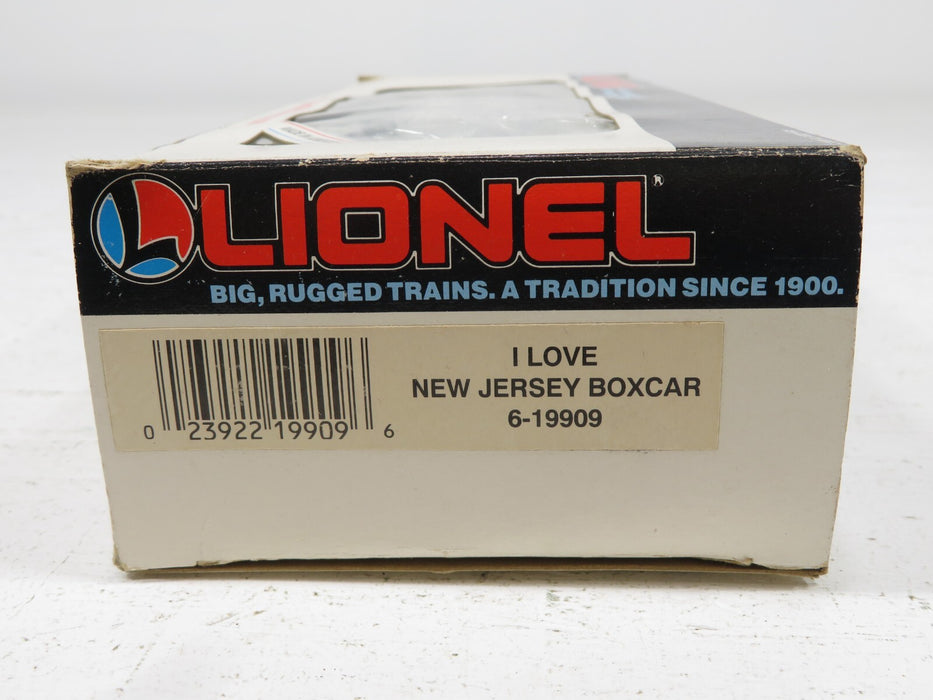 LIONEL®
BIG, RUGGED TRAINS. A TRADITION SINCE 1900.
I LOVE
NEW JERSEY BOXCAR
6-19909
0 23922 19909 6